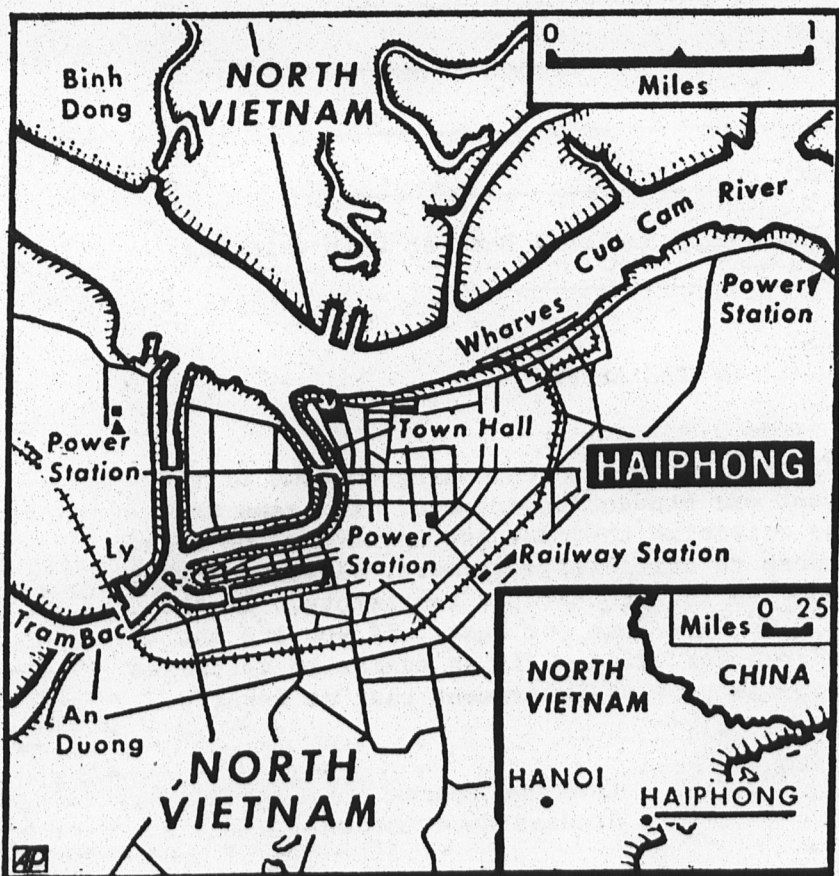 0 1
Miles
Binh
Dong
NORTH
VIETNAM
Cua Cam River
Power
Station
Wharves
Town Hall
Power
Station
HAIPHONG
Ly
R.
Power
Station
Railway Station
Tram Bac
An
Duong
NORTH
VIETNAM
0 25
Miles
NORTH
VIETNAM
CHINA
HANOI
HAIPHONG
AP